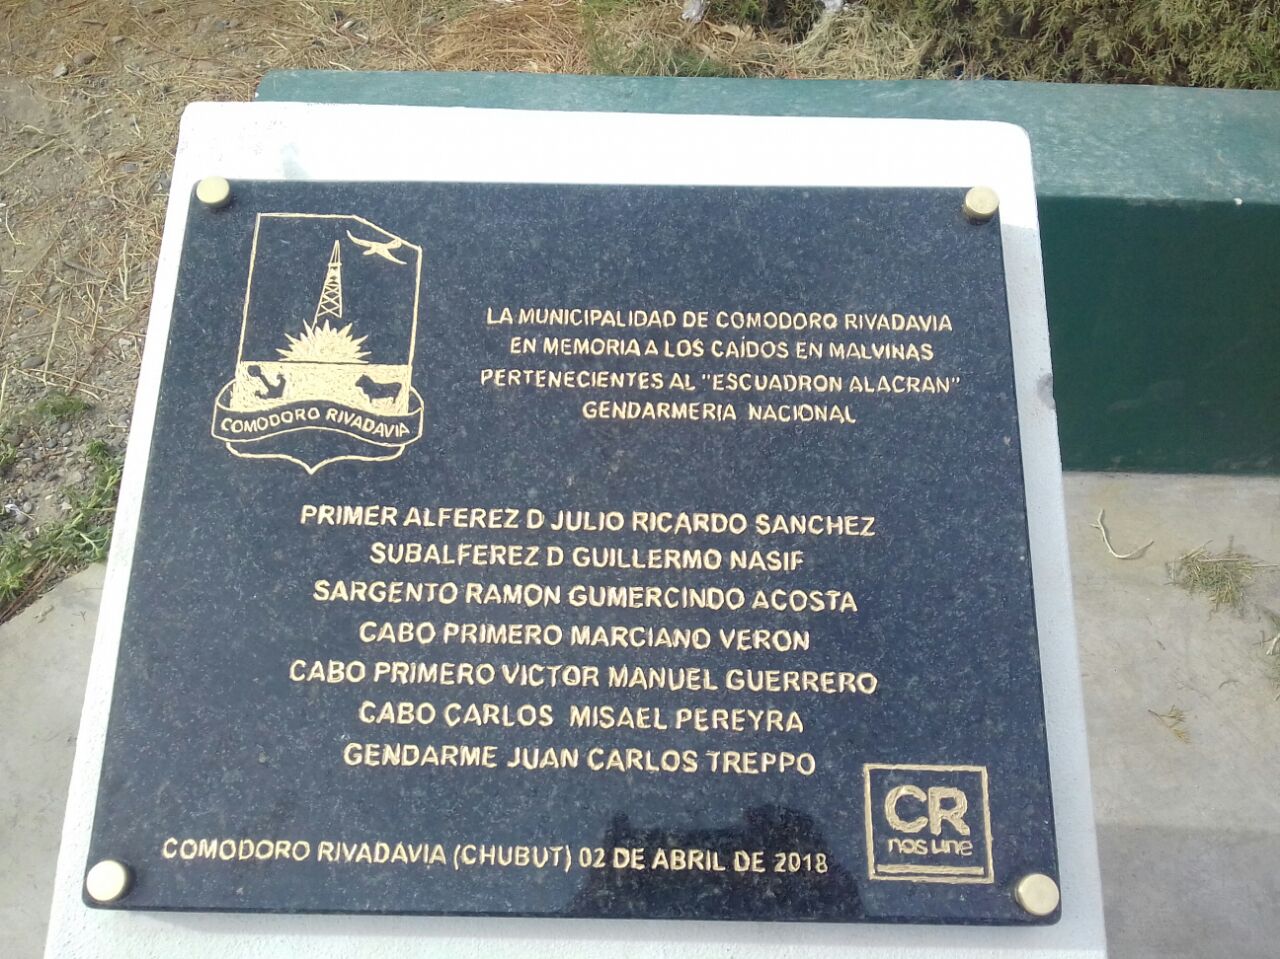 COMODORO RIVADAVIA
LA MUNICIPALIDAD DE COMODORO RIVADAVIA
EN MEMORIA A LOS CAÍDOS EN MALVINAS
PERTENECIENTES AL "ESCUADRON ALACRAN"
GENDARMERIA NACIONAL
PRIMER ALFEREZ D JULIO RICARDO SANCHEZ
SUBALFEREZ D GUILLERMO NASIF
SARGENTO RAMON GUMERCINDO ACOSTA
CABO PRIMERO MARCIANO VERON
CABO PRIMERO VICTOR MANUEL GUERRERO
CABO CARLOS MISAEL PEREYRA
GENDARME JUAN CARLOS TREPPO
COMODORO RIVADAVIA (CHUBUT) 02 DE ABRIL DE 2018
CR
nos une